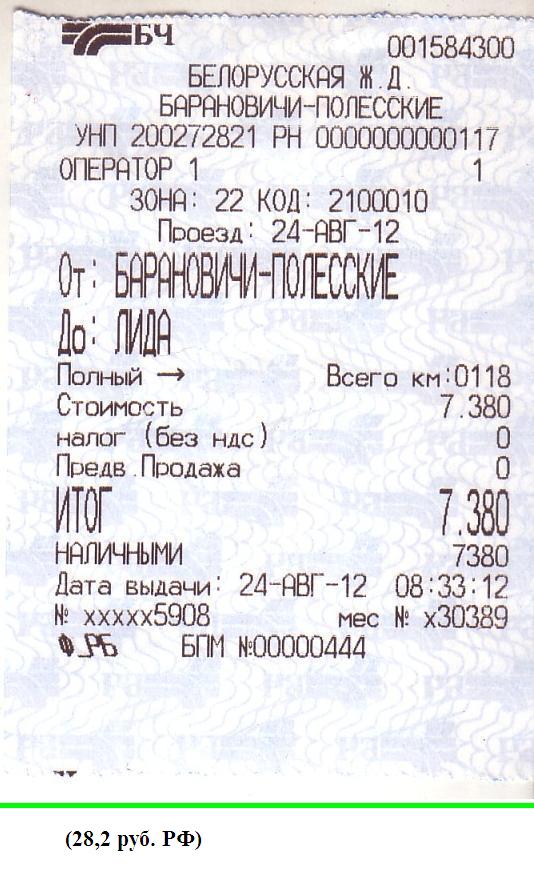 БЧ
001584300
БЕЛОРУССКАЯ Ж.Д.
БАРАНОВИЧИ-ПОЛЕССКИЕ
УНП 200272821 РН 0000000000117
ОПЕРАТОР 1 1
ЗОНА: 22 КОД: 2100010
Проезд: 24-АВГ-12
От: БАРАНОВИЧИ-ПОЛЕССКИЕ
До: ЛИДА
Полный → Всего км:0118
Стоимость 7.380
налог (без ндс) 0
Предв.Продажа 0
ИТОГ 7.380
НАЛИЧНЫМИ 7380
Дата выдачи: 24-АВГ-12 08:33:12
№ xxxxx5908 мес № x30389
Ф_РБ БПМ №00000444
(28,2 руб. РФ)